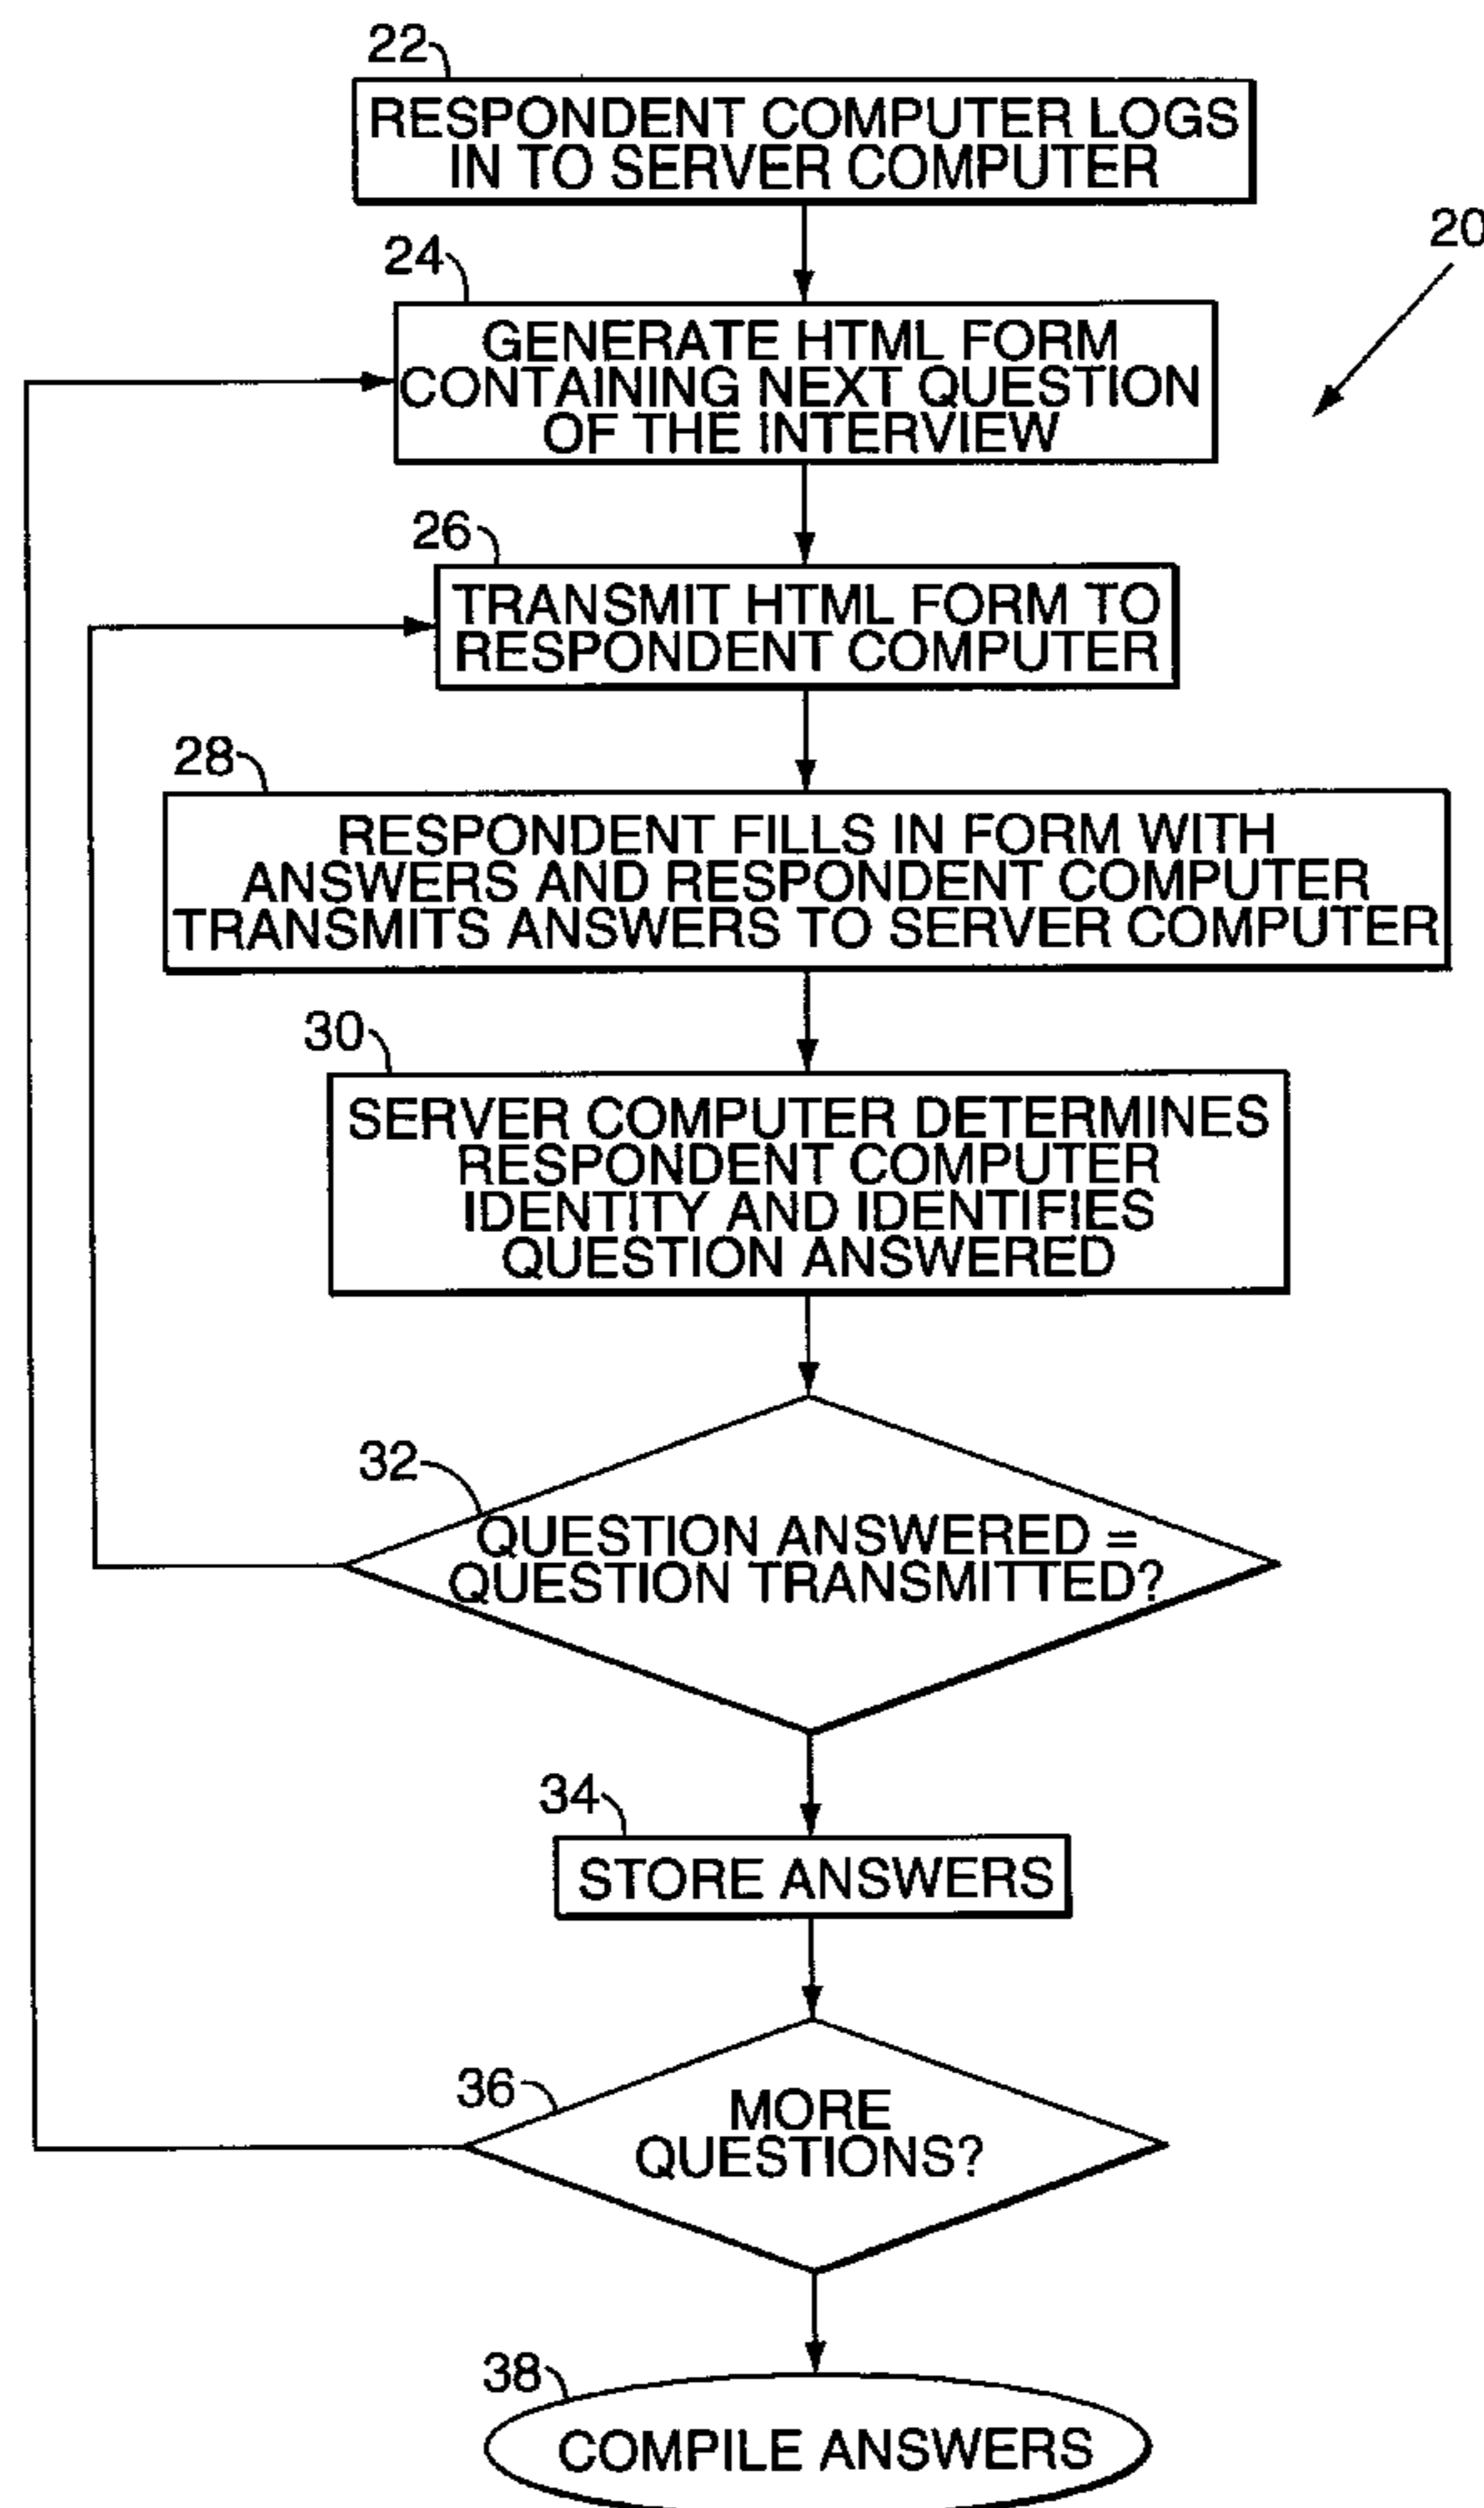 22
RESPONDENT COMPUTER LOGS
IN TO SERVER COMPUTER
20
24
GENERATE HTML FORM
CONTAINING NEXT QUESTION
OF THE INTERVIEW
26
TRANSMIT HTML FORM TO
RESPONDENT COMPUTER
28
RESPONDENT FILLS IN FORM WITH
ANSWERS AND RESPONDENT COMPUTER
TRANSMITS ANSWERS TO SERVER COMPUTER
30
SERVER COMPUTER DETERMINES
RESPONDENT COMPUTER
IDENTITY AND IDENTIFIES
QUESTION ANSWERED
32
QUESTION ANSWERED =
QUESTION TRANSMITTED?
34
STORE ANSWERS
36
MORE
QUESTIONS?
38
COMPILE ANSWERS